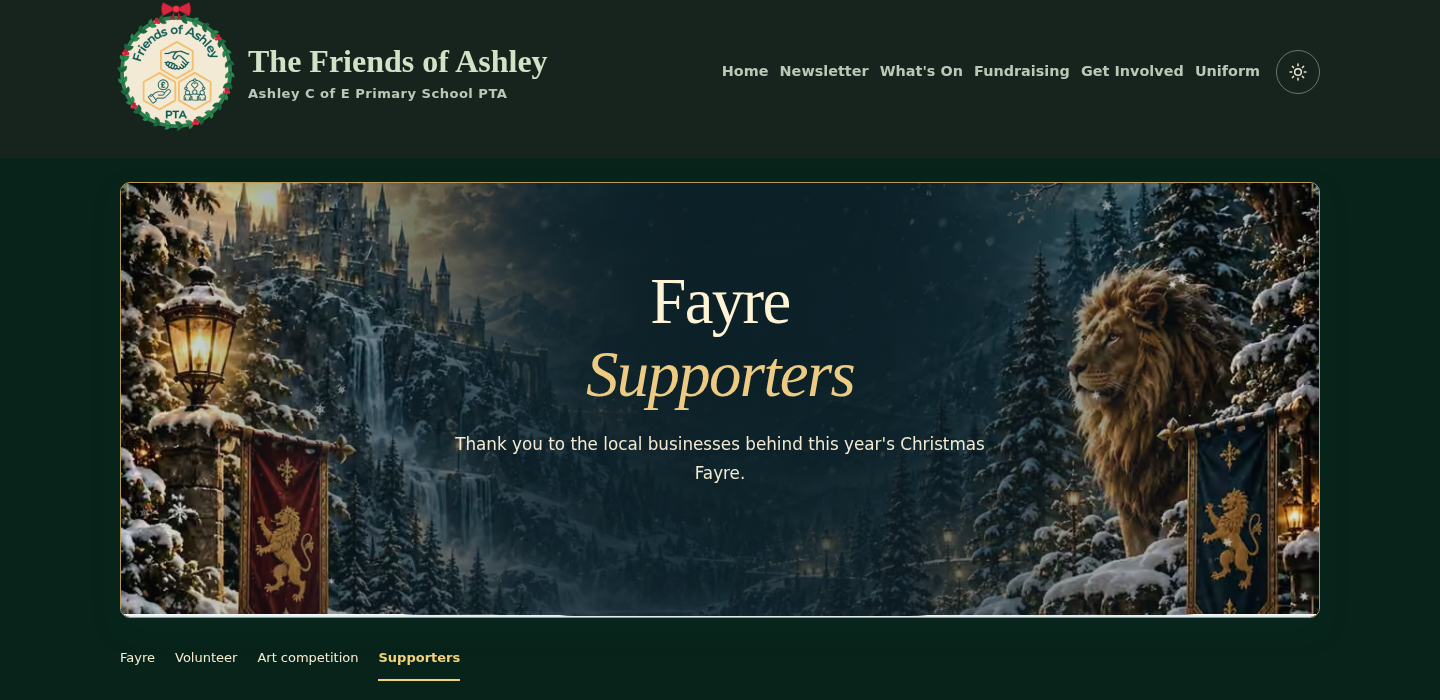 Friends of Ashley
£
PTA
The Friends of Ashley
Ashley C of E Primary School PTA
Home Newsletter What's On Fundraising Get Involved Uniform
Fayre
Supporters
Thank you to the local businesses behind this year's Christmas
Fayre.
Fayre Volunteer Art competition Supporters